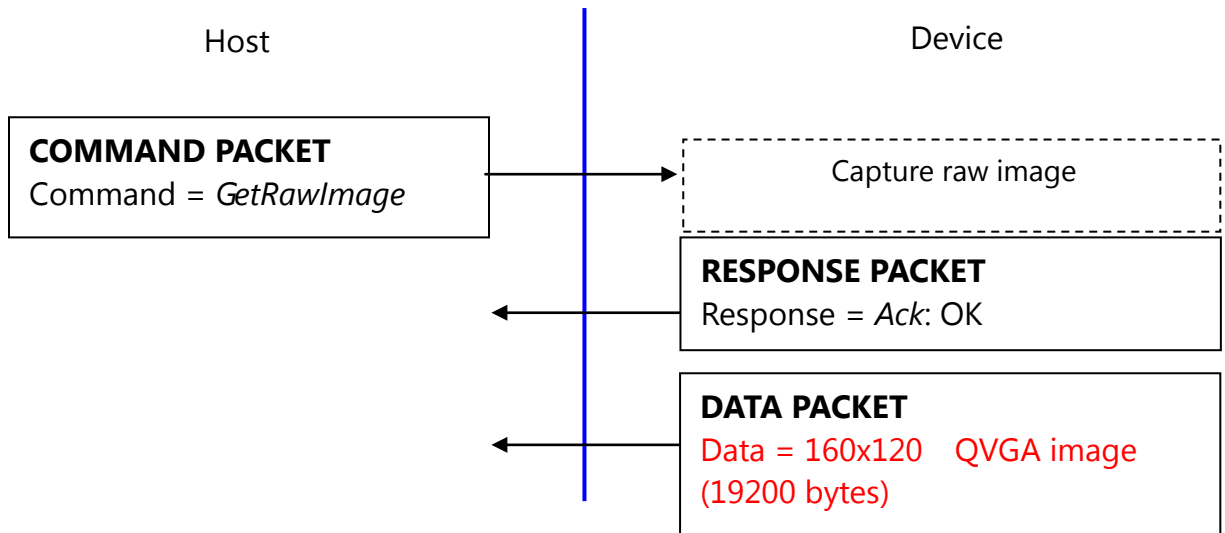 Host
Device
COMMAND PACKET
Command = GetRawImage
Capture raw image
RESPONSE PACKET
Response = Ack: OK
DATA PACKET
Data = 160x120 QVGA image
(19200 bytes)